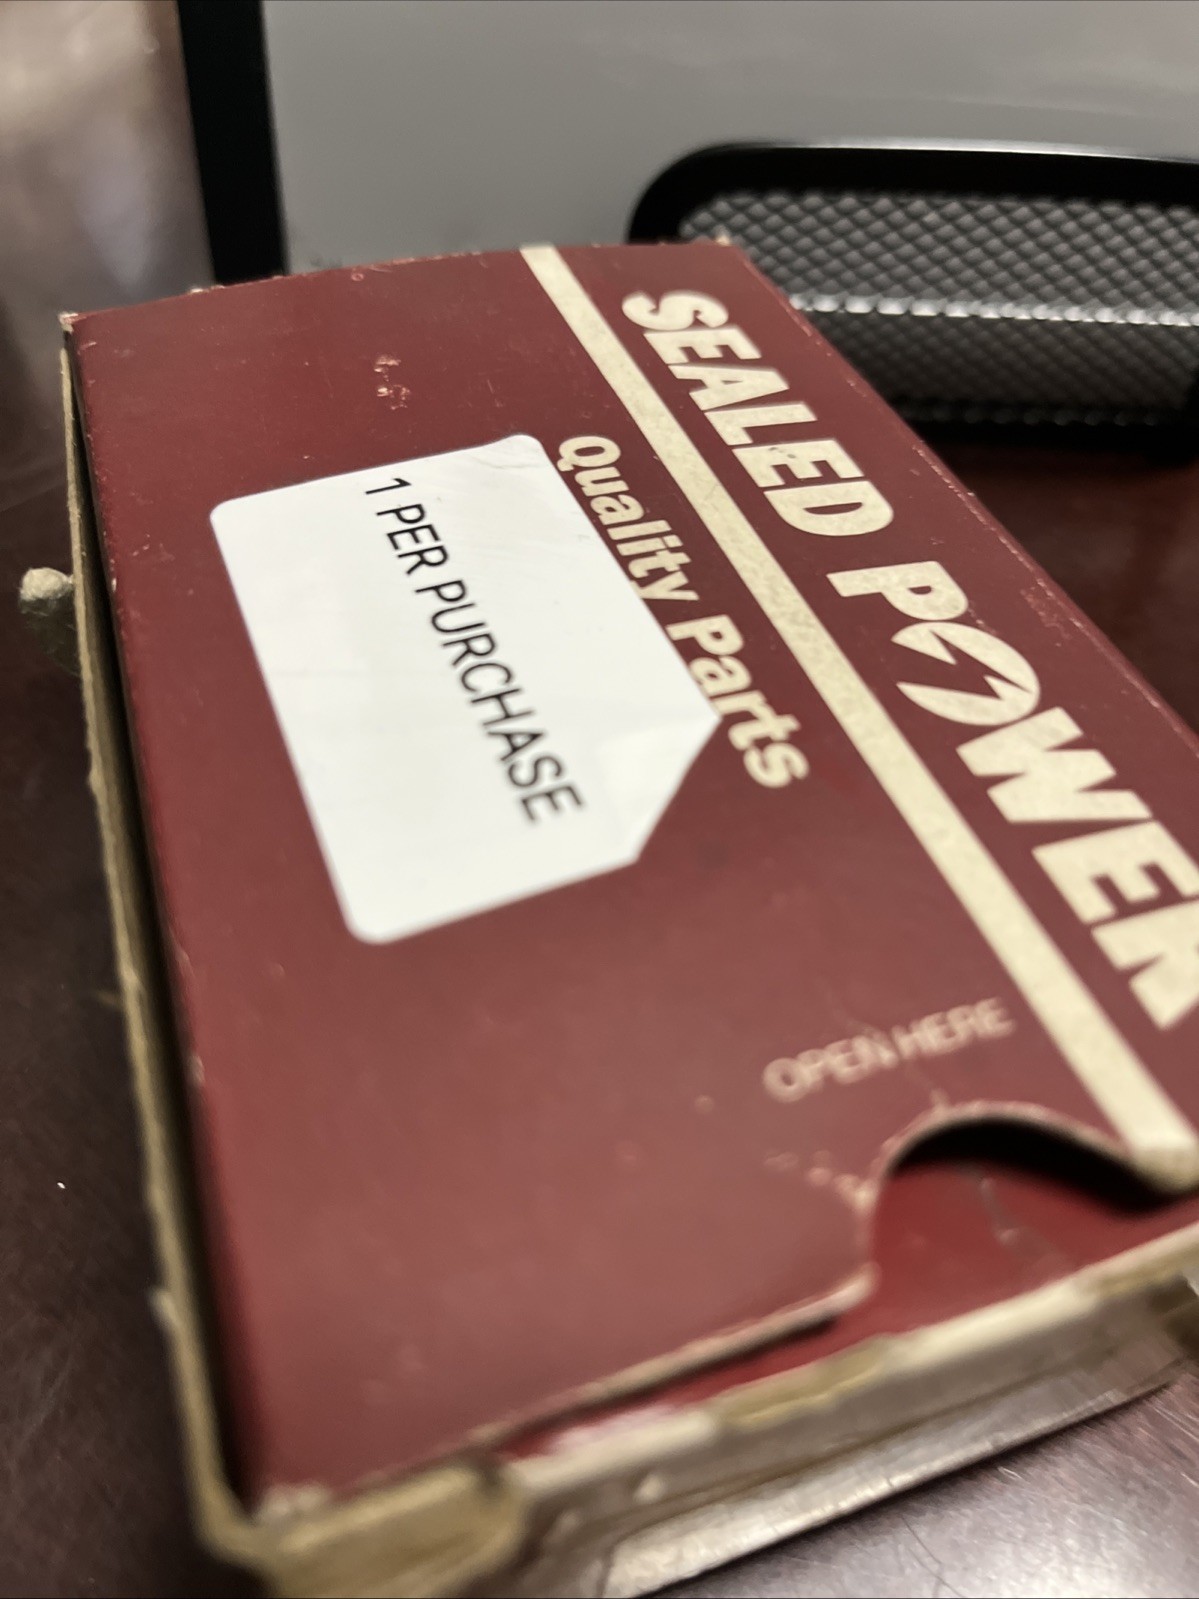 SEALED POWER
Quality Parts
1 PER PURCHASE
OPEN HERE